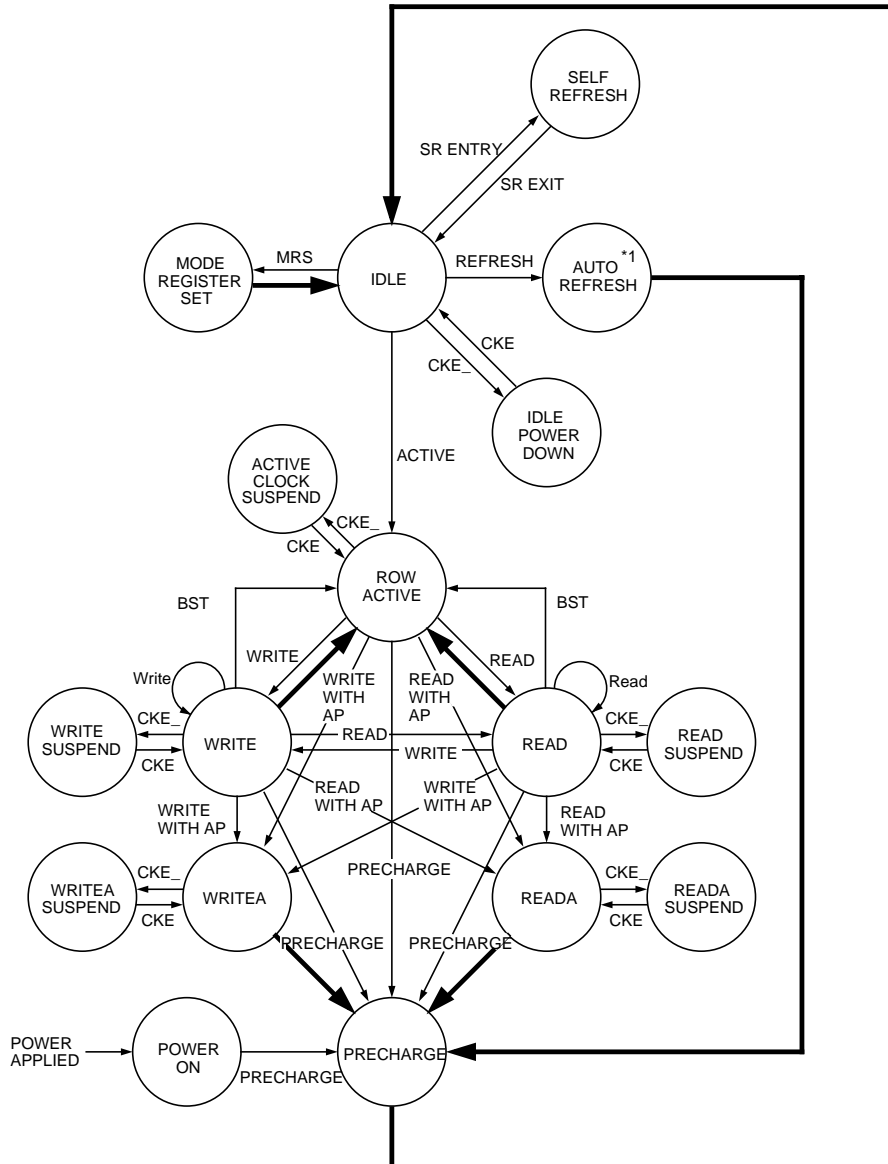 SELF
REFRESH
SR ENTRY
SR EXIT
MODE
REGISTER
SET
MRS
IDLE
REFRESH
AUTO *1
REFRESH
CKE
CKE_
IDLE
POWER
DOWN
ACTIVE
ACTIVE
CLOCK
SUSPEND
CKE_
CKE
ROW
ACTIVE
BST
BST
WRITE
READ
Write
WRITE
WITH
AP
READ
WITH
AP
Read
WRITE
SUSPEND
CKE_
CKE
WRITE
READ
WRITE
READ
CKE_
CKE
READ
SUSPEND
WRITE
WITH AP
READ
WITH AP
WRITE
WITH AP
READ
WITH AP
WRITEA
SUSPEND
CKE_
CKE
WRITEA
PRECHARGE
READA
CKE_
CKE
READA
SUSPEND
PRECHARGE
PRECHARGE
POWER
APPLIED
POWER
ON
PRECHARGE
PRECHARGE